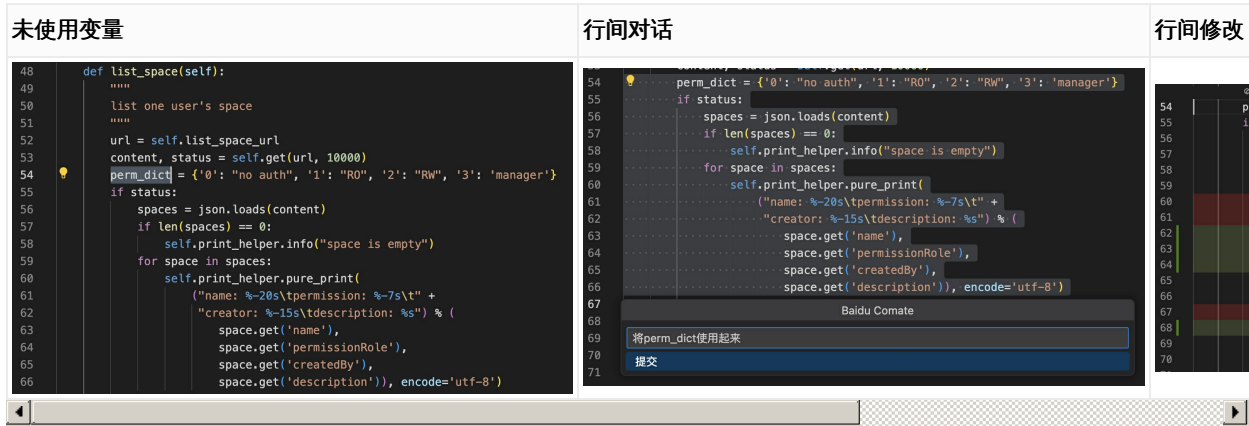 未使用变量
行间对话
行间修改
48 def list_space(self):
49 """
50 list one user's space
51 """
52 url = self.list_space_url
53 content, status = self.get(url, 10000)
54 perm_dict = {'0': "no auth", '1': "RO", '2': "RW", '3': 'manager'}
55 if status:
56 spaces = json.loads(content)
57 if len(spaces) == 0:
58 self.print_helper.info("space is empty")
59 for space in spaces:
60 self.print_helper.pure_print(
61 ("name: %-20s\tpermission: %-7s\t" +
62 "creator: %-15s\tdescription: %s") % (
63 space.get('name'),
64 space.get('permissionRole'),
65 space.get('createdBy'),
66 space.get('description')), encode='utf-8')
54 perm_dict = {'0': "no auth", '1': "RO", '2': "RW", '3': 'manager'}
55 if status:
56 spaces = json.loads(content)
57 if len(spaces) == 0:
58 self.print_helper.info("space is empty")
59 for space in spaces:
60 self.print_helper.pure_print(
61 ("name: %-20s\tpermission: %-7s\t" +
62 "creator: %-15s\tdescription: %s") % (
63 space.get('name'),
64 space.get('permissionRole'),
65 space.get('createdBy'),
66 space.get('description')), encode='utf-8')
67
68 Baidu Comate
69 将perm_dict使用起来
70 提交
71
54 p
55 i
56
57
58
59
60
61
62
63
64
65
66
67
68
69
70